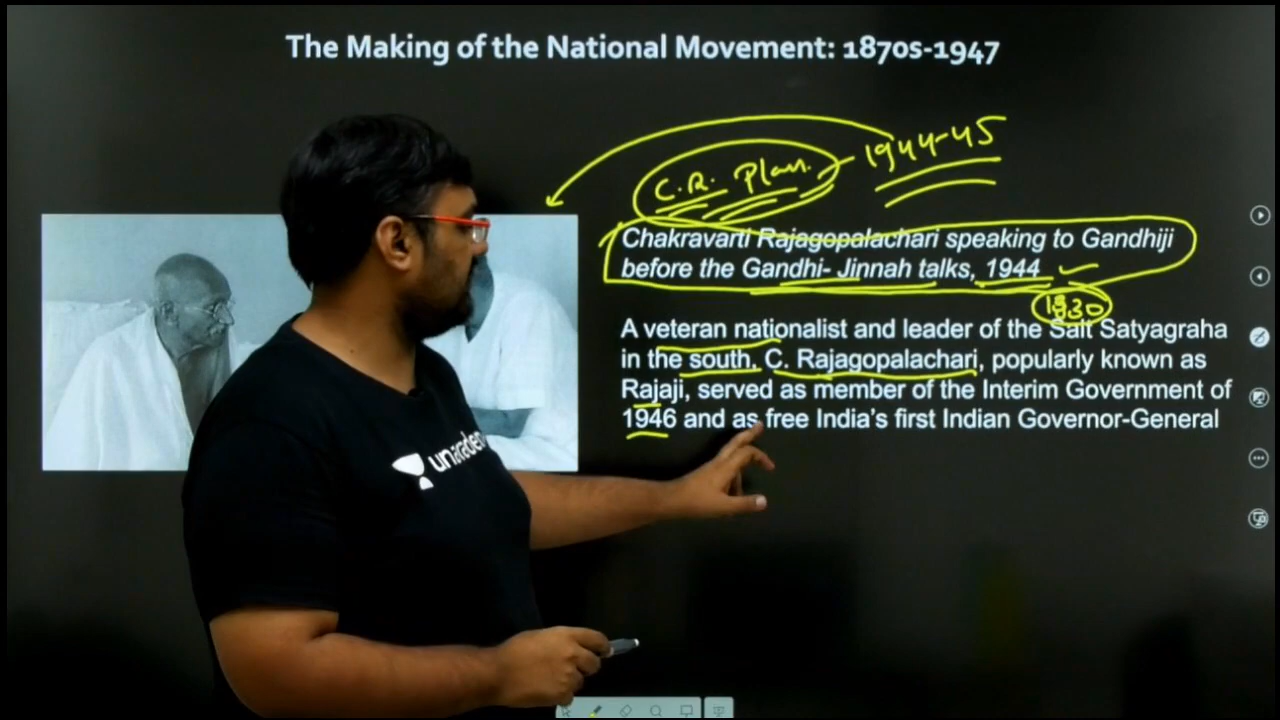 The Making of the National Movement: 1870s-1947
C.R. Plan.
1944-45
Chakravarti Rajagopalachari speaking to Gandhiji
before the Gandhi- Jinnah talks, 1944
1930
A veteran nationalist and leader of the Salt Satyagraha
in the south, C. Rajagopalachari, popularly known as
Rajaji, served as member of the Interim Government of
1946 and as free India's first Indian Governor-General